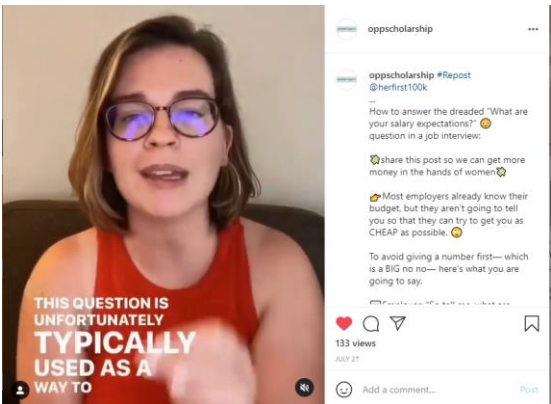 THIS QUESTION IS
UNFORTUNATELY
TYPICALLY
USED AS A
WAY TO
oppscholarship
oppscholarship #Repost
@herfirst100k
...
How to answer the dreaded "What are
your salary expectations?"
question in a job interview:
share this post so we can get more
money in the hands of women
Most employers already know their
budget, but they aren't going to tell
you so that they can try to get you as
CHEAP as possible.
To avoid giving a number first— which
is a BIG no no— here's what you are
going to say.
133 views
JULY 27
Add a comment...
Post